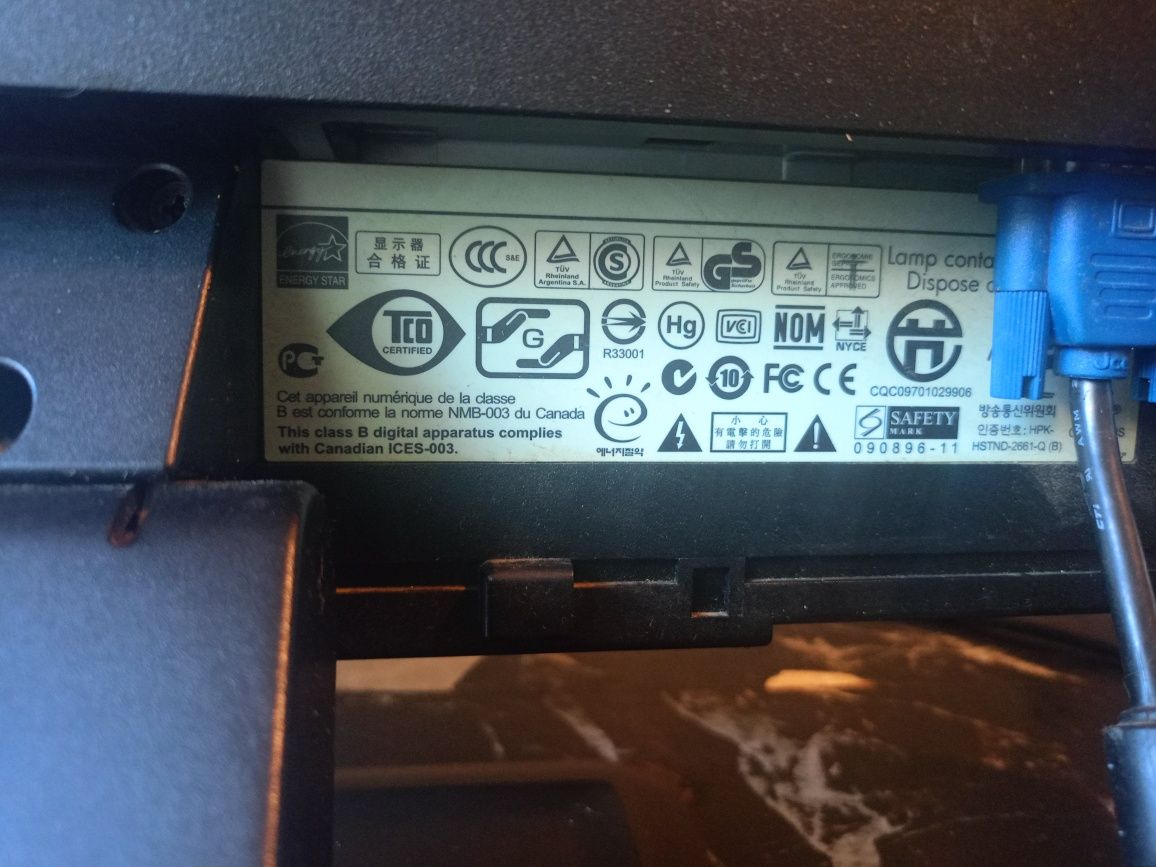 energy
ENERGY STAR
显示器
合格证
CCC S&E
TÜV
Rheinland
Argentina S.A.
S
TÜV
Rheinland
Product Safety
GS
geprüfte
Sicherheit
TÜV
Rheinland
Product Safety
ERGONOMICS
APPROVED
Lamp conta
Dispose
TCO
CERTIFIED
G
R33001
Hg
VCI
NOM
NYCE
CQC09701029906
PCT
10
FC
CE
Cet appareil numérique de la classe
B est conforme la norme NMB-003 du Canada
This class B digital apparatus complies
with Canadian ICES-003.
에너지절약
小心
有電擊的危險
請勿打開
S SAFETY
MARK
090896-11
방송통신위원회
인증번호: HPK-
HSTND-2661-Q (B)
AWM